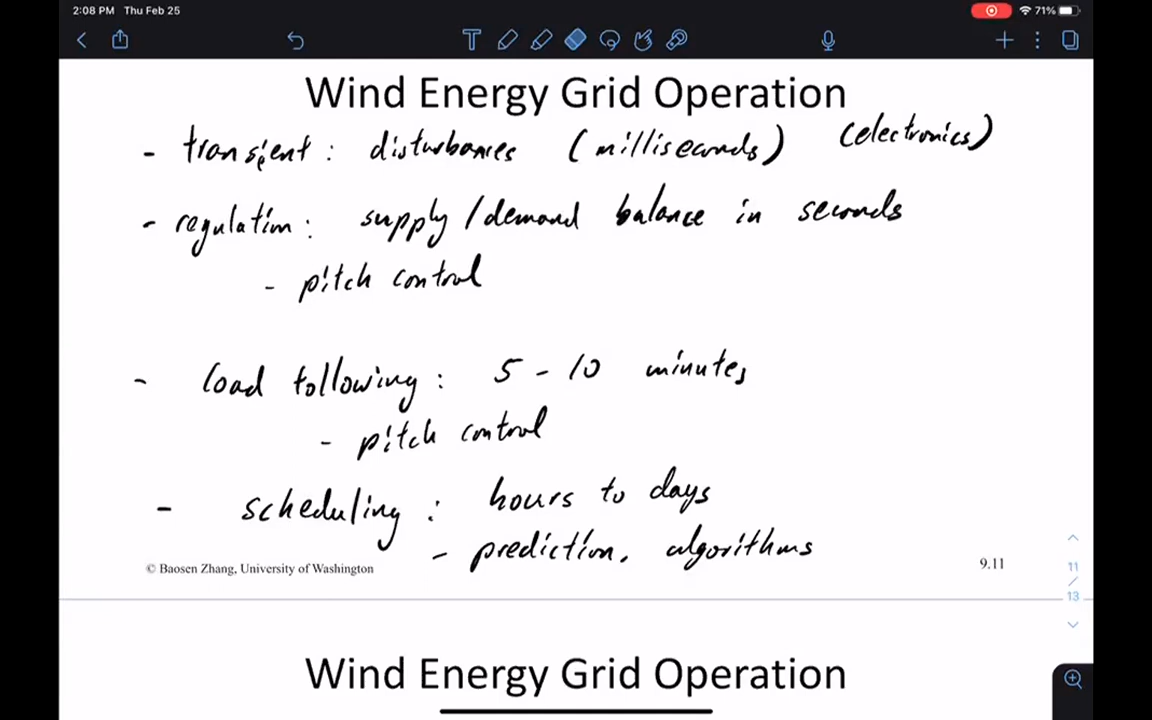 2:08 PM Thu Feb 25
71%
Wind Energy Grid Operation
- transient : disturbances (milliseconds) (electronics)
- regulation : supply/demand balance in seconds
- pitch control
- load following : 5 - 10 minutes
- pitch control
- scheduling : hours to days
- prediction, algorithms
© Baosen Zhang, University of Washington
9.11
11
/
13
Wind Energy Grid Operation